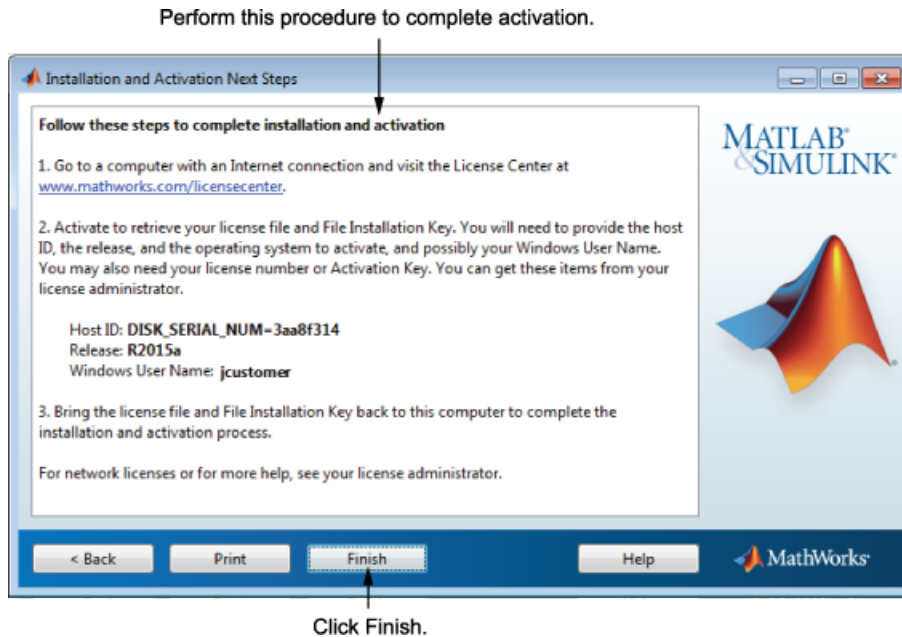 Perform this procedure to complete activation.
Installation and Activation Next Steps
Follow these steps to complete installation and activation
1. Go to a computer with an Internet connection and visit the License Center at
www.mathworks.com/licensecenter.
2. Activate to retrieve your license file and File Installation Key. You will need to provide the host
ID, the release, and the operating system to activate, and possibly your Windows User Name.
You may also need your license number or Activation Key. You can get these items from your
license administrator.
Host ID: DISK_SERIAL_NUM=3aa8f314
Release: R2015a
Windows User Name: jcustomer
3. Bring the license file and File Installation Key back to this computer to complete the
installation and activation process.
For network licenses or for more help, see your license administrator.
MATLAB®
&SIMULINK®
< Back
Print
Finish
Help
MathWorks®
Click Finish.